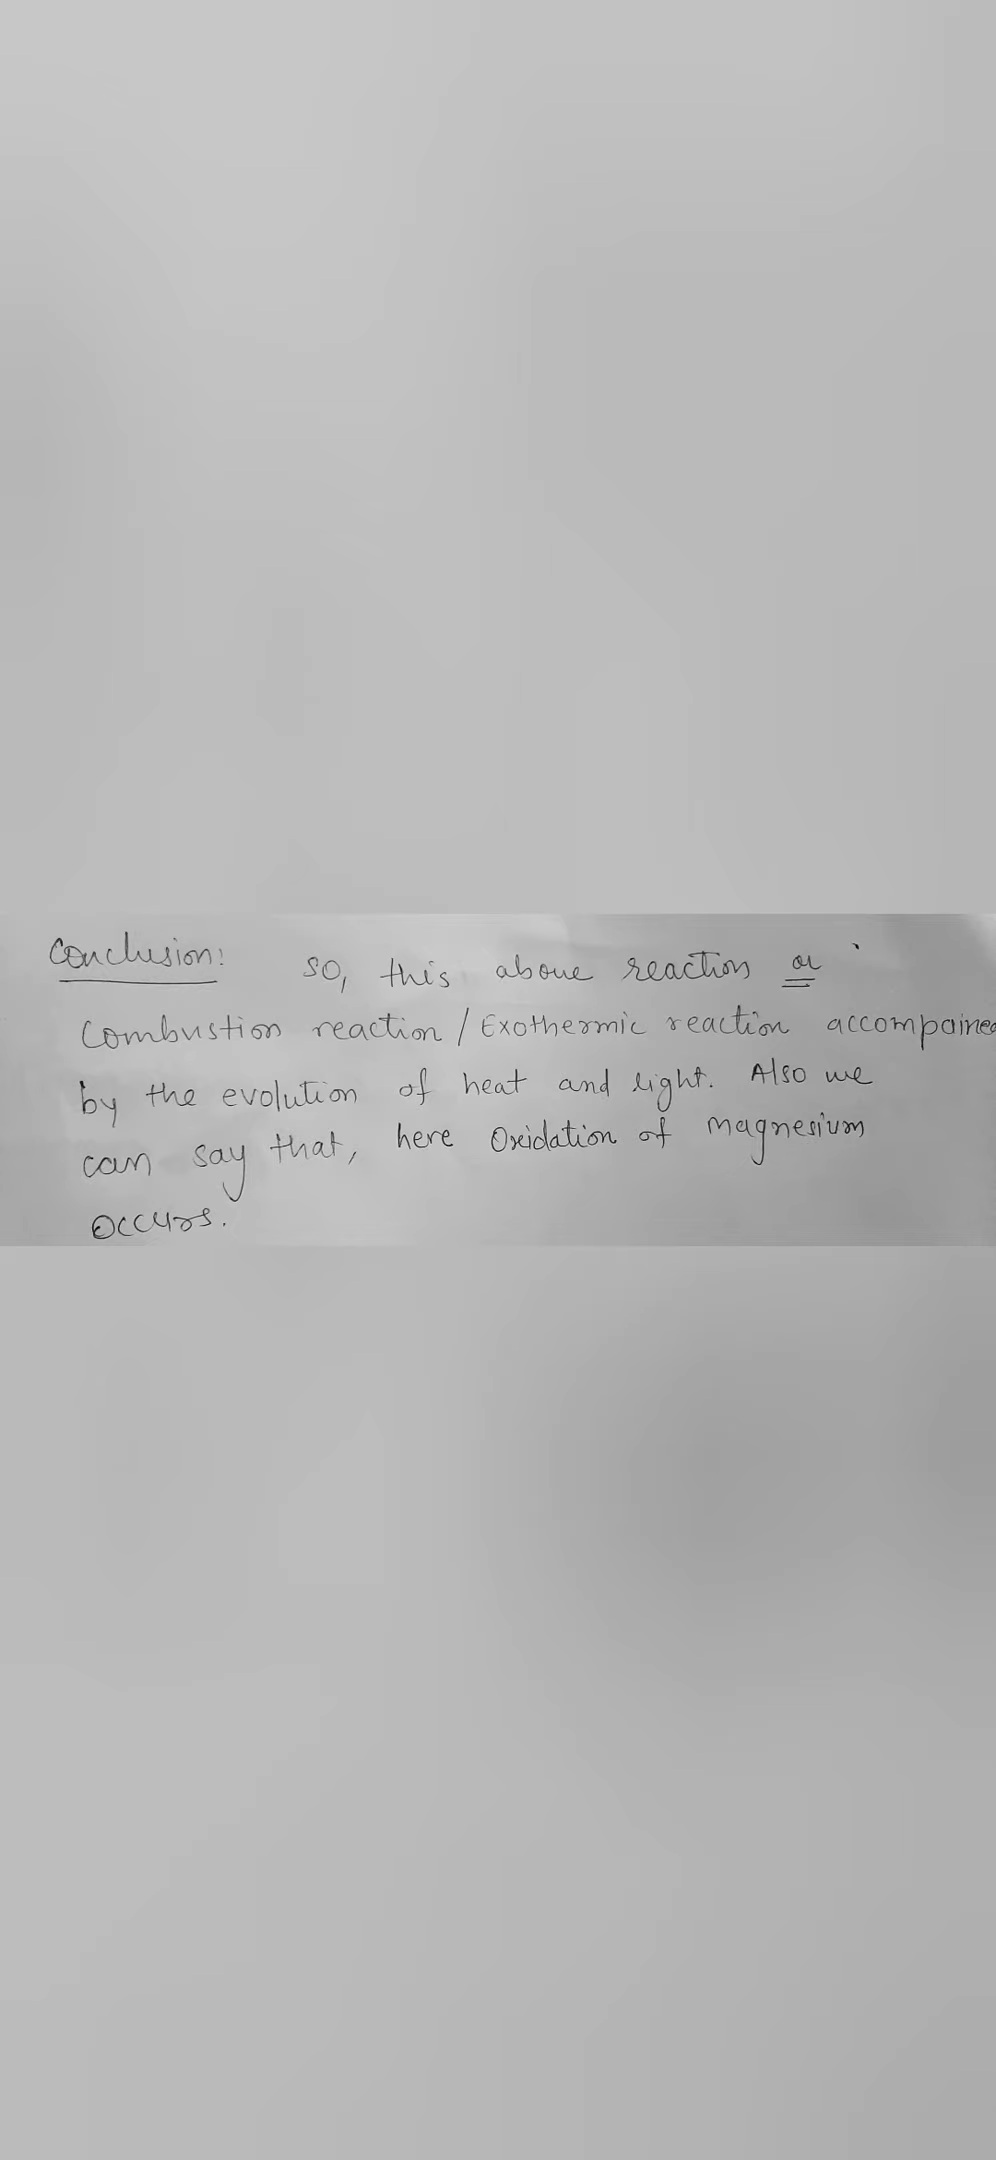 Conclusion: so, this above reaction or
Combustion reaction / Exothermic reaction accompained
by the evolution of heat and light. Also we
can say that, here Oxidation of magnesium
occurs.